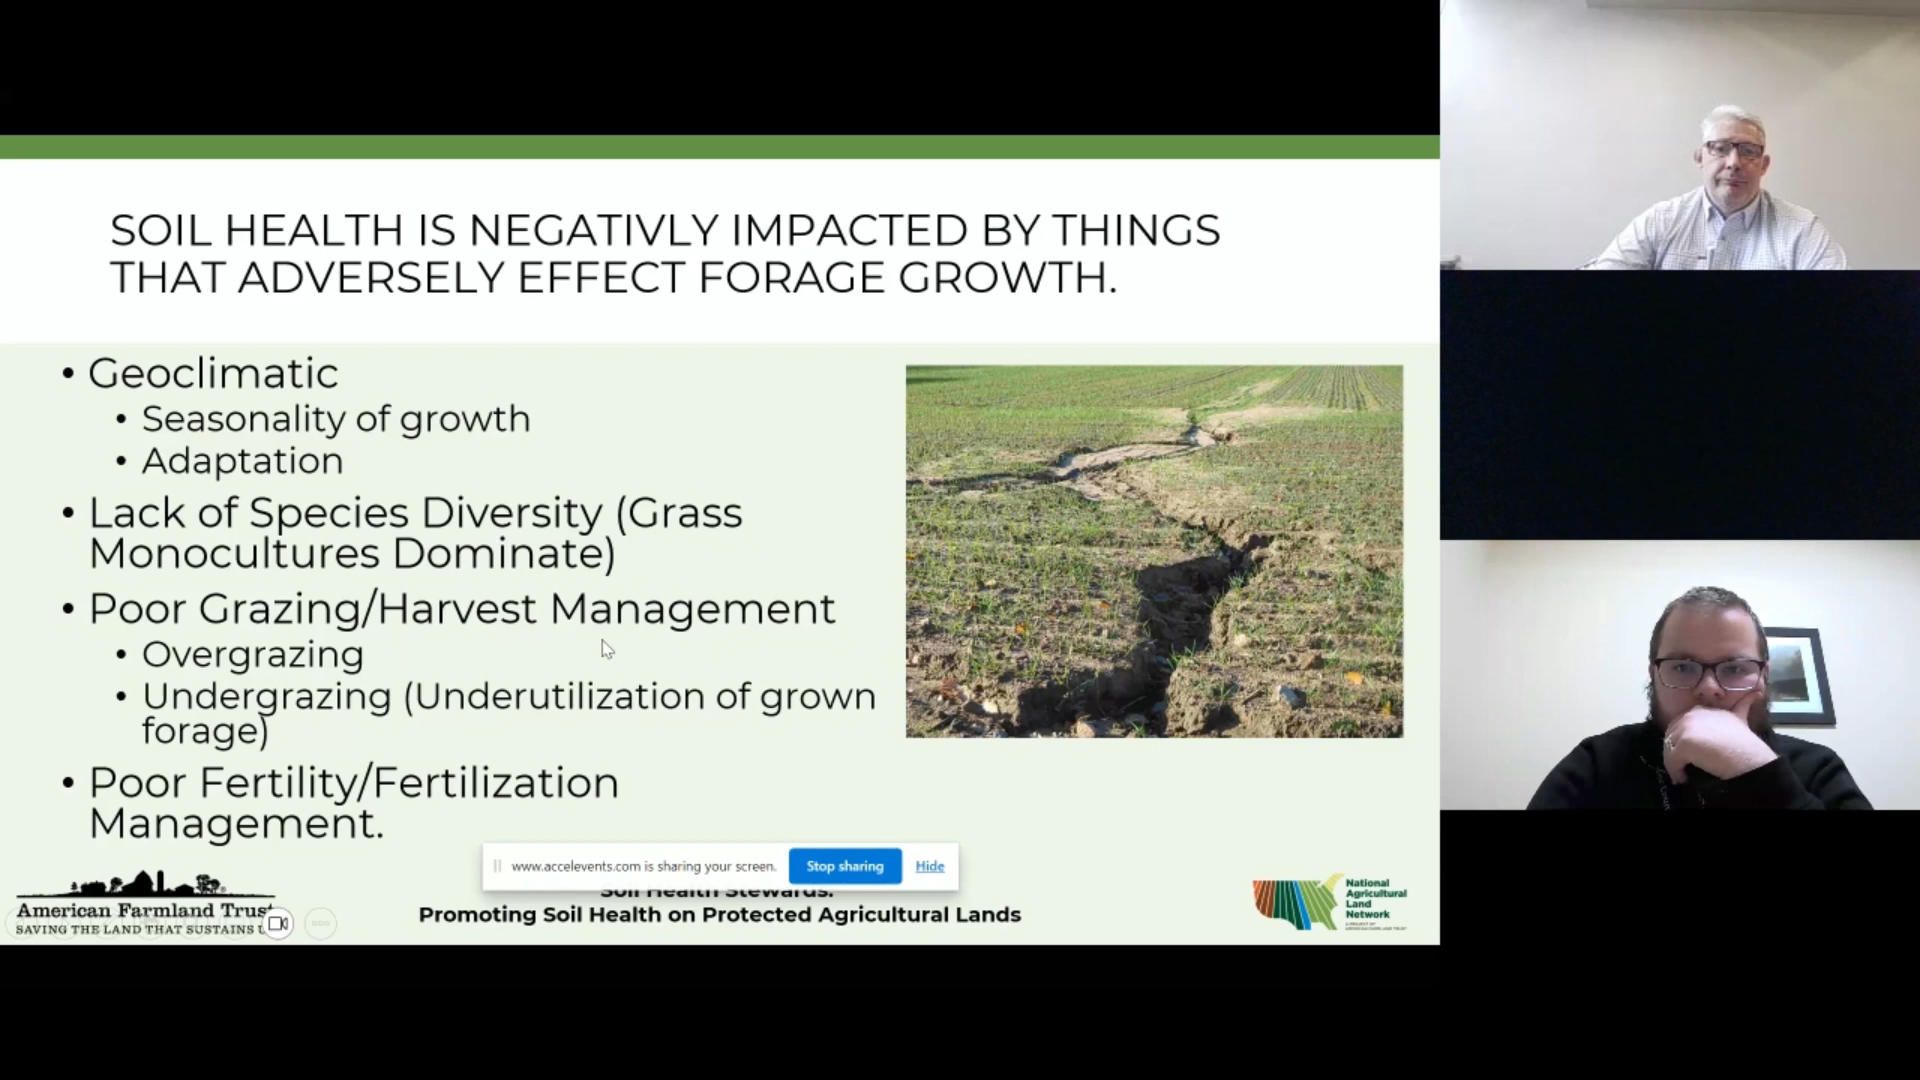 SOIL HEALTH IS NEGATIVLY IMPACTED BY THINGS
THAT ADVERSELY EFFECT FORAGE GROWTH.
• Geoclimatic
• Seasonality of growth
• Adaptation
• Lack of Species Diversity (Grass
Monocultures Dominate)
• Poor Grazing/Harvest Management
• Overgrazing
• Undergrazing (Underutilization of grown
forage)
• Poor Fertility/Fertilization
Management.
www.accelevents.com is sharing your screen.
Stop sharing
Hide
Soil Health Stewards:
Promoting Soil Health on Protected Agricultural Lands
American Farmland Trust
SAVING THE LAND THAT SUSTAINS
National
Agricultural
Land
Network